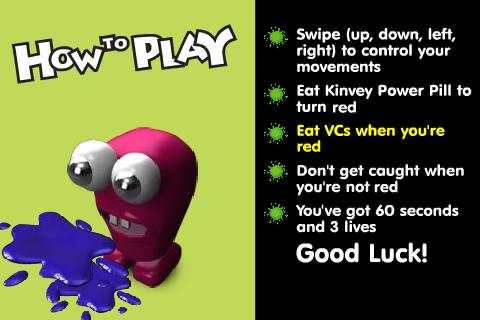 How to Play
Swipe (up, down, left,
right) to control your
movements
Eat Kinvey Power Pill to
turn red
Eat VCs when you're
red
Don't get caught when
you're not red
You've got 60 seconds
and 3 lives
Good Luck!